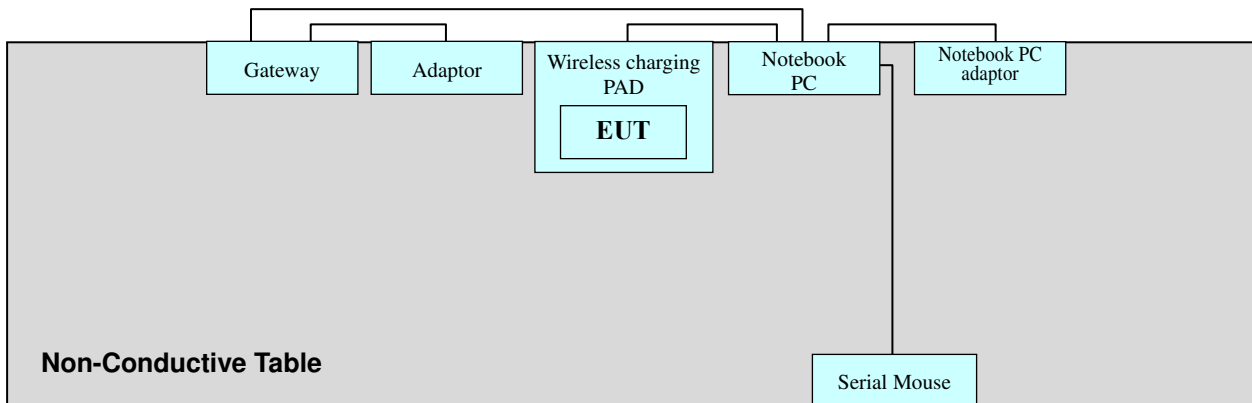 Gateway
Adaptor
Wireless charging
PAD
EUT
Notebook
PC
Notebook PC
adaptor
Non-Conductive Table
Serial Mouse